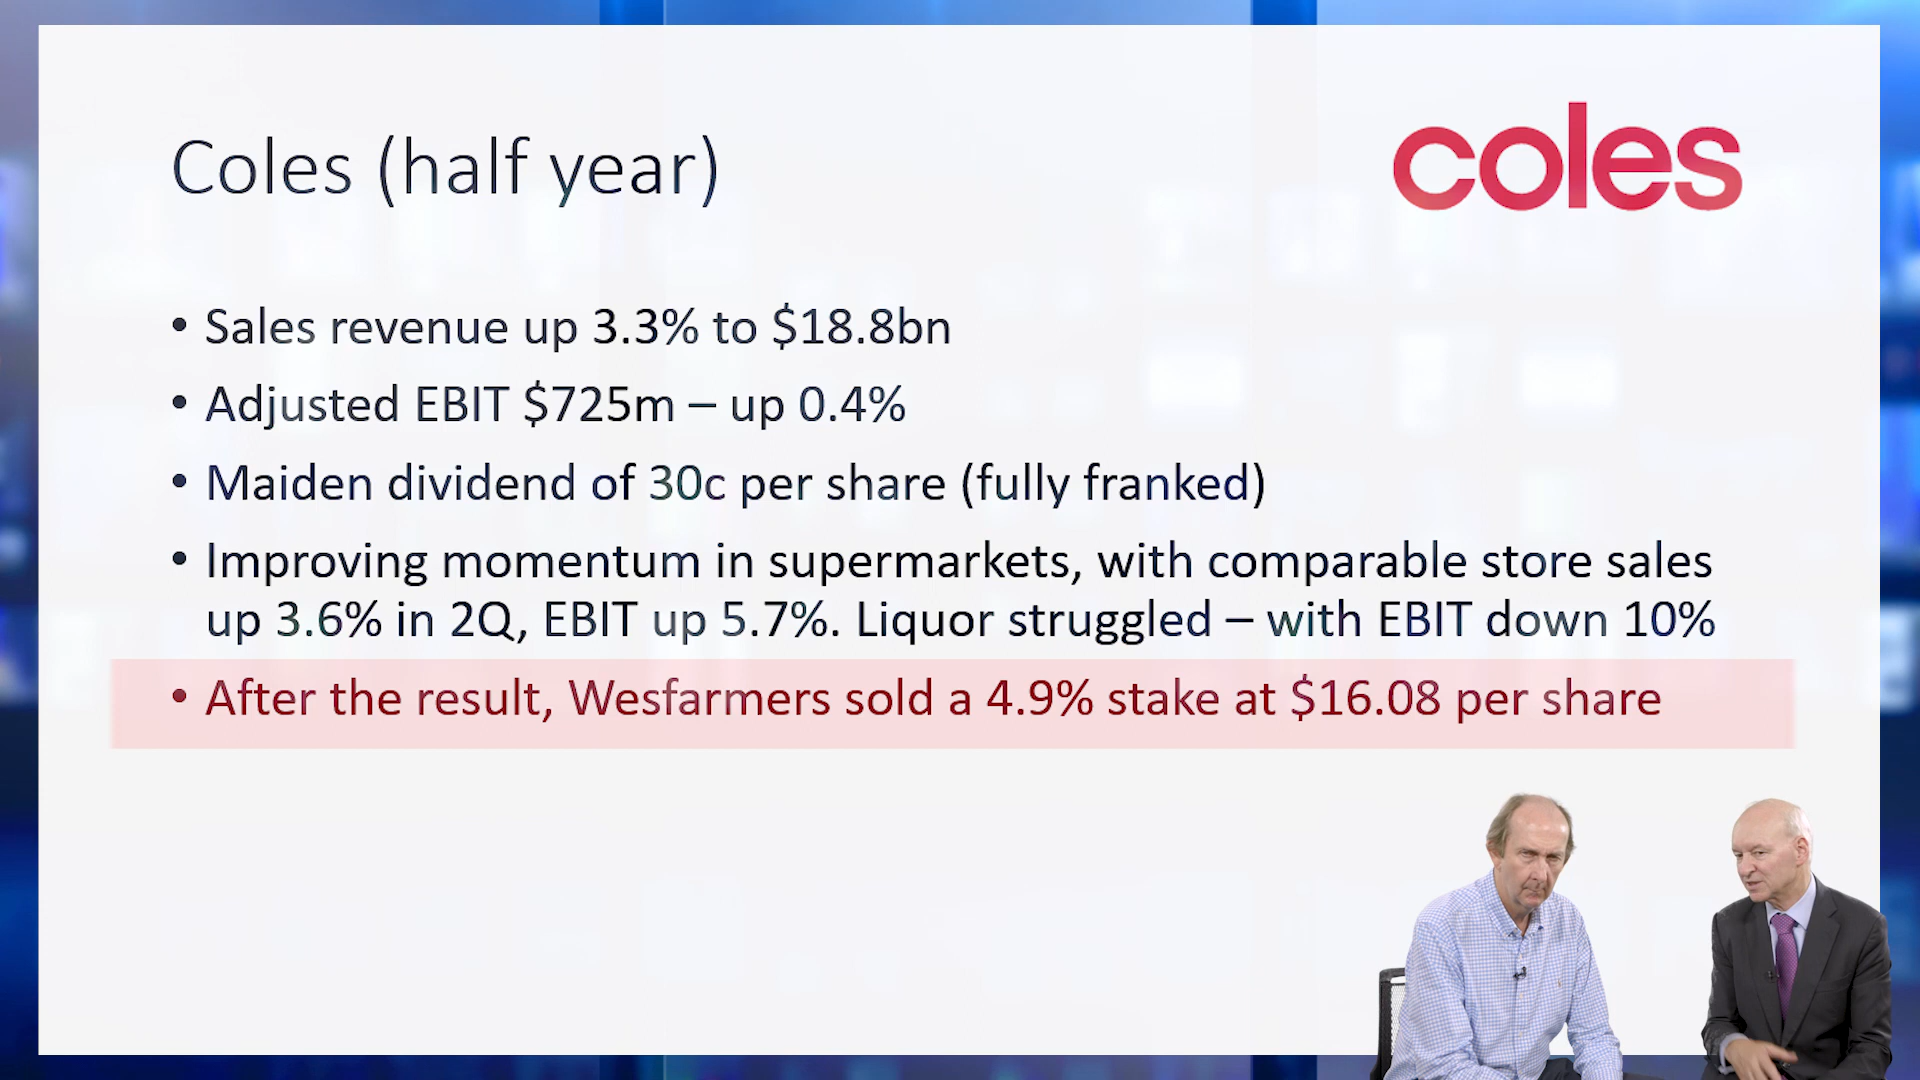 Coles (half year)
coles
• Sales revenue up 3.3% to $18.8bn
• Adjusted EBIT $725m – up 0.4%
• Maiden dividend of 30c per share (fully franked)
• Improving momentum in supermarkets, with comparable store sales
up 3.6% in 2Q, EBIT up 5.7%. Liquor struggled – with EBIT down 10%
• After the result, Wesfarmers sold a 4.9% stake at $16.08 per share